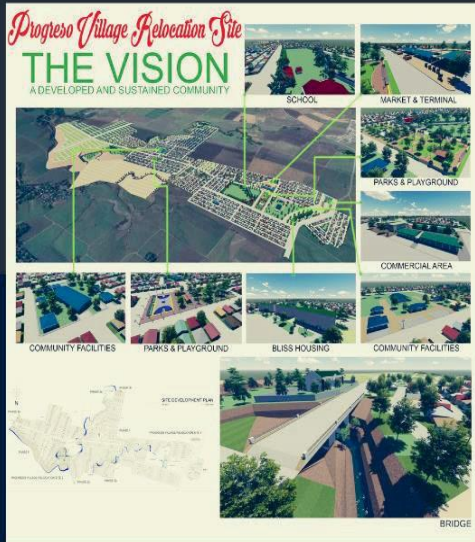 Progreso Village Relocation Site
THE VISION
A DEVELOPED AND SUSTAINED COMMUNITY
SCHOOL
MARKET & TERMINAL
PARKS & PLAYGROUND
COMMERCIAL AREA
COMMUNITY FACILITIES
PARKS & PLAYGROUND
BLISS HOUSING
COMMUNITY FACILITIES
SITE DEVELOPMENT PLAN
BRIDGE